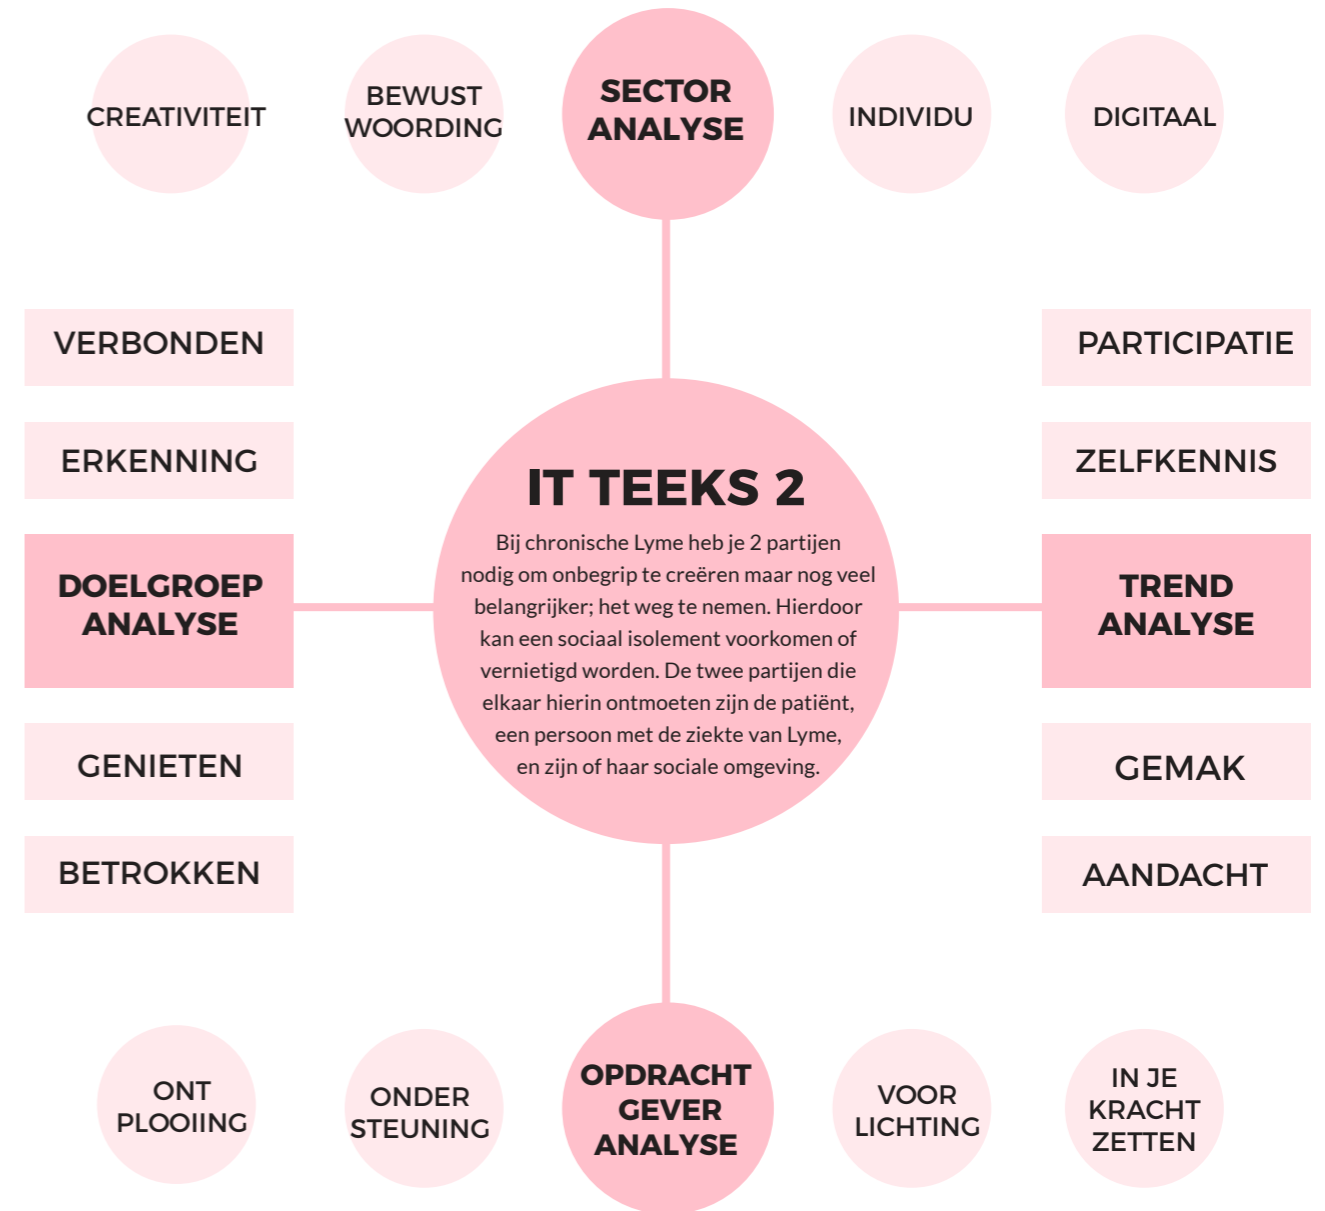 CREATIVITEIT
BEWUST
WOORDING
SECTOR
ANALYSE
INDIVIDU
DIGITAAL
VERBONDEN
ERKENNING
DOELGROEP
ANALYSE
GENIETEN
BETROKKEN
IT TEEKS 2
Bij chronische Lyme heb je 2 partijen
nodig om onbegrip te creëren maar nog veel
belangrijker; het weg te nemen. Hierdoor
kan een sociaal isolement voorkomen of
vernietigd worden. De twee partijen die
elkaar hierin ontmoeten zijn de patiënt,
een persoon met de ziekte van Lyme,
en zijn of haar sociale omgeving.
PARTICIPATIE
ZELFKENNIS
TREND
ANALYSE
GEMAK
AANDACHT
ONT
PLOOIING
ONDER
STEUNING
OPDRACHT
GEVER
ANALYSE
VOOR
LICHTING
IN JE
KRACHT
ZETTEN